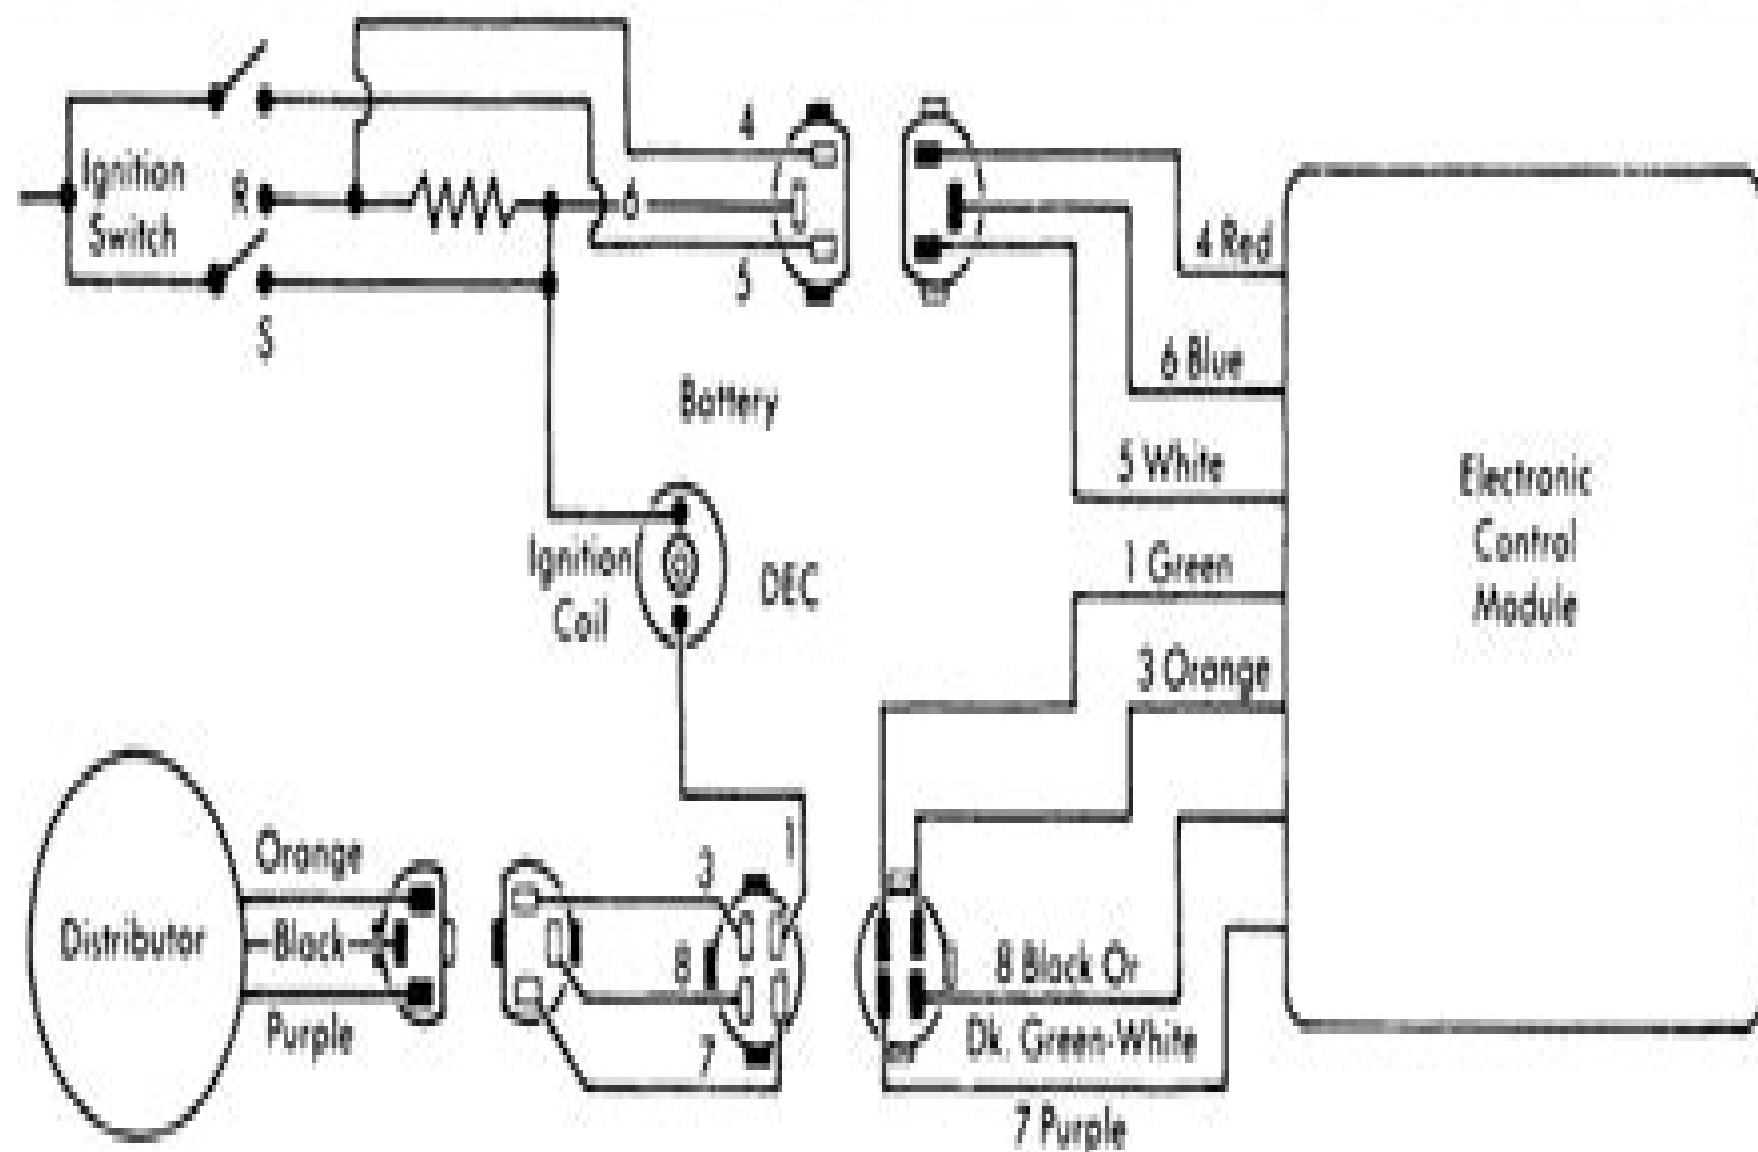 Ignition
Switch
R
S
4
6
5
4 Red
6 Blue
5 White
1 Green
3 Orange
Electronic
Control
Module
Battery
Ignition
Coil
DEC
Distributor
Orange
Black
Purple
3
1
8
7
8 Black Or
Dk. Green-White
7 Purple